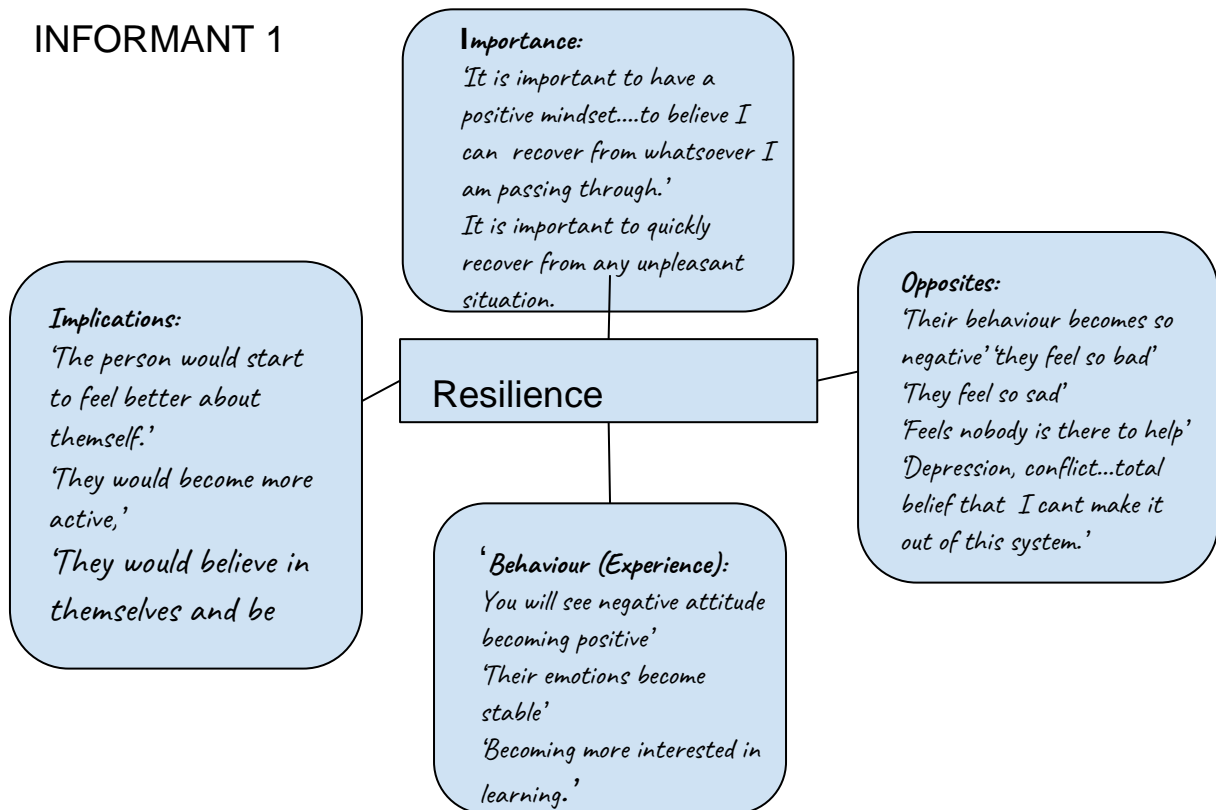 INFORMANT 1
Importance:
‘It is important to have a
positive mindset....to believe I
can recover from whatsoever I
am passing through.’
It is important to quickly
recover from any unpleasant
situation.
Implications:
‘The person would start
to feel better about
themself.’
‘They would become more
active,’
‘They would believe in
themselves and be
Resilience
Opposites:
‘Their behaviour becomes so
negative’ ‘they feel so bad’
‘They feel so sad’
‘Feels nobody is there to help’
‘Depression, conflict...total
belief that I cant make it
out of this system.’
‘Behaviour (Experience):
You will see negative attitude
becoming positive’
‘Their emotions become
stable’
‘Becoming more interested in
learning.’